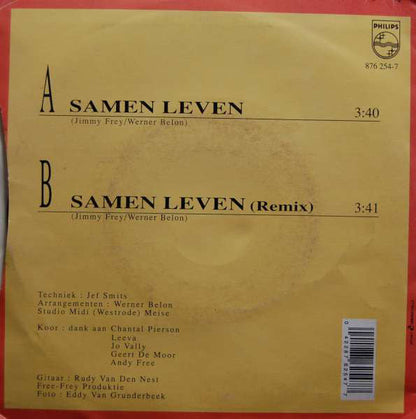 PHILIPS
876 254-7
A SAMEN LEVEN 3:40
(Jimmy Frey/Werner Belon)
B SAMEN LEVEN (Remix) 3:41
(Jimmy Frey/Werner Belon)
Techniek : Jef Smits
Arrangementen : Werner Belon
Studio Midi (Westrode) Meise
Koor : dank aan Chantal Pierson
Leeva
Jo Vally
Geert De Moor
Andy Free
Gitaar : Rudy Van Den Nest
Free-Frey Produktie
Foto : Eddy Van Grunderbeek